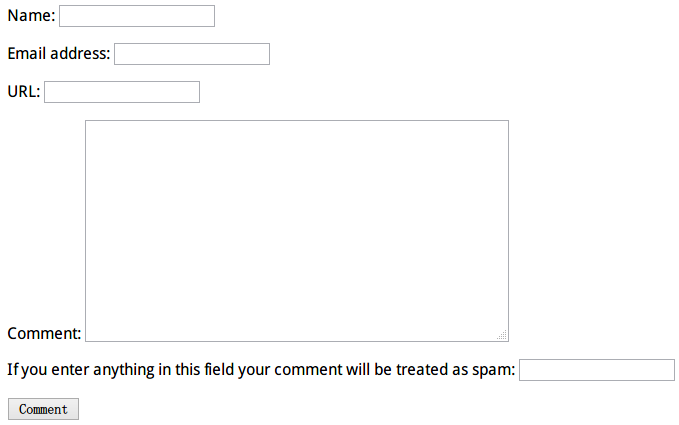 Name:
Email address:
URL:
Comment:
If you enter anything in this field your comment will be treated as spam:
Comment